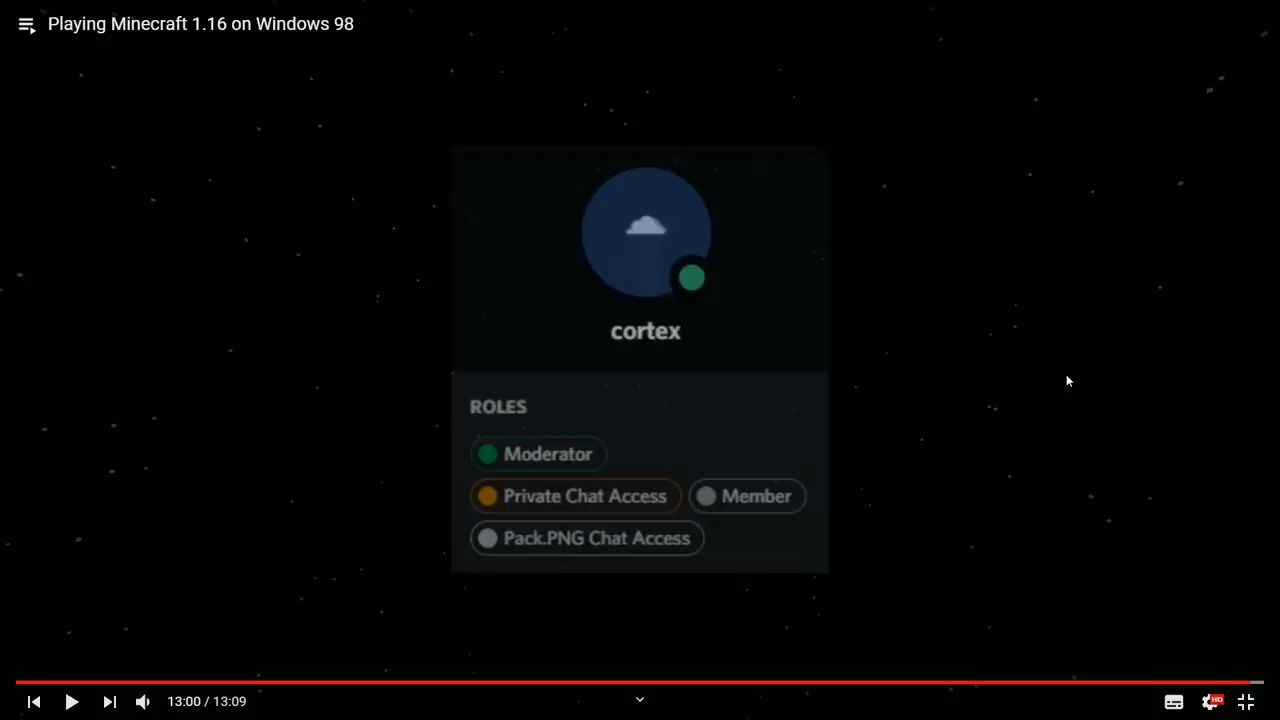 Playing Minecraft 1.16 on Windows 98
cortex
ROLES
Moderator
Private Chat Access
Member
Pack.PNG Chat Access
13:00 / 13:09
HD